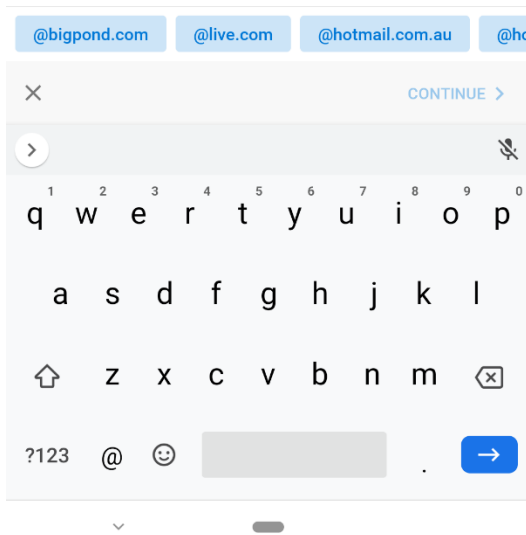 @bigpond.com @live.com @hotmail.com.au @ho
CONTINUE
1 2 3 4 5 6 7 8 9 0
q w e r t y u i o p
a s d f g h j k l
z x c v b n m
?123 @ .